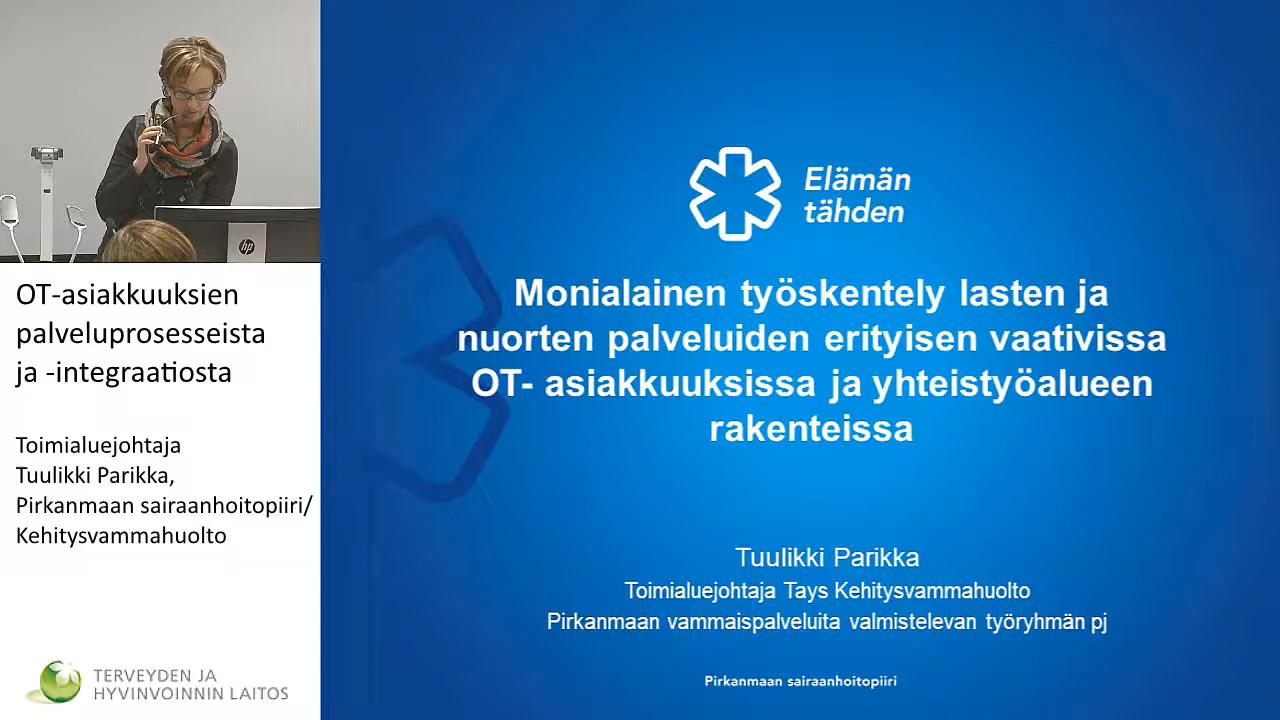 hp
OT-asiakkuuksien
palveluprosesseista
ja -integraatiosta
Toimialuejohtaja
Tuulikki Parikka,
Pirkanmaan sairaanhoitopiiri/
Kehitysvammahuolto
TERVEYDEN JA
HYVINVOINNIN LAITOS
Elämän
tähden
Monialainen työskentely lasten ja
nuorten palveluiden erityisen vaativissa
OT- asiakkuuksissa ja yhteistyöalueen
rakenteissa
Tuulikki Parikka
Toimialuejohtaja Tays Kehitysvammahuolto
Pirkanmaan vammaispalveluita valmistelevan työryhmän pj
Pirkanmaan sairaanhoitopiiri